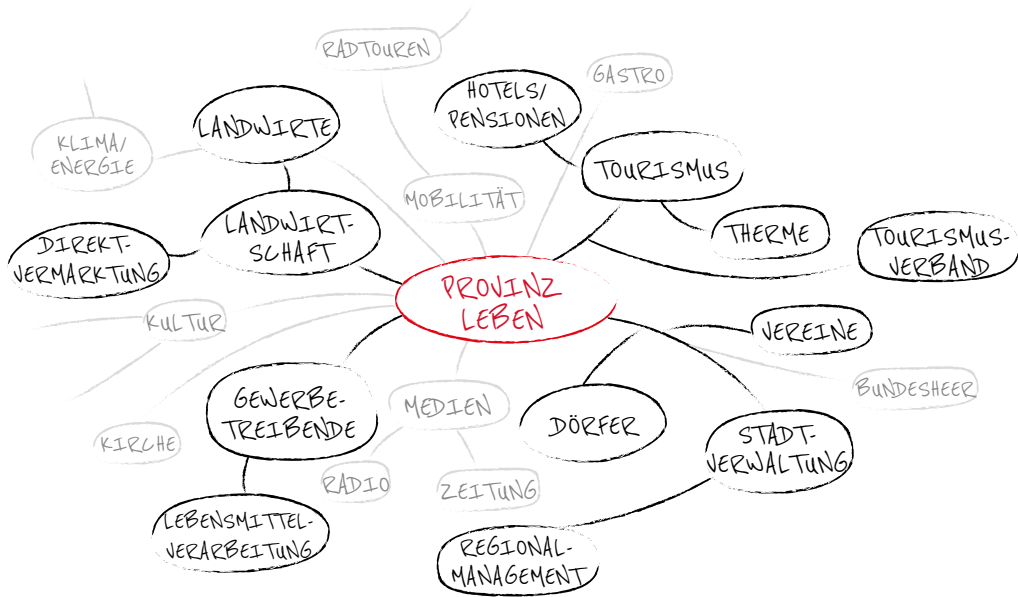 RADTOUREN
GASTRO
HOTELS/
PENSIONEN
LANDWIRTE
KLIMA/
ENERGIE
TOURISMUS
MOBILITÄT
LANDWIRT-
SCHAFT
THERME
TOURISMUS-
VERBAND
DIREKT-
VERMARKTUNG
PROVINZ
LEBEN
KULTUR
VEREINE
BUNDESHEER
GEWERBE-
TREIBENDE
MEDIEN
DÖRFER
STADT-
VERWALTUNG
KIRCHE
RADIO
ZEITUNG
LEBENSMITTEL-
VERARBEITUNG
REGIONAL-
MANAGEMENT